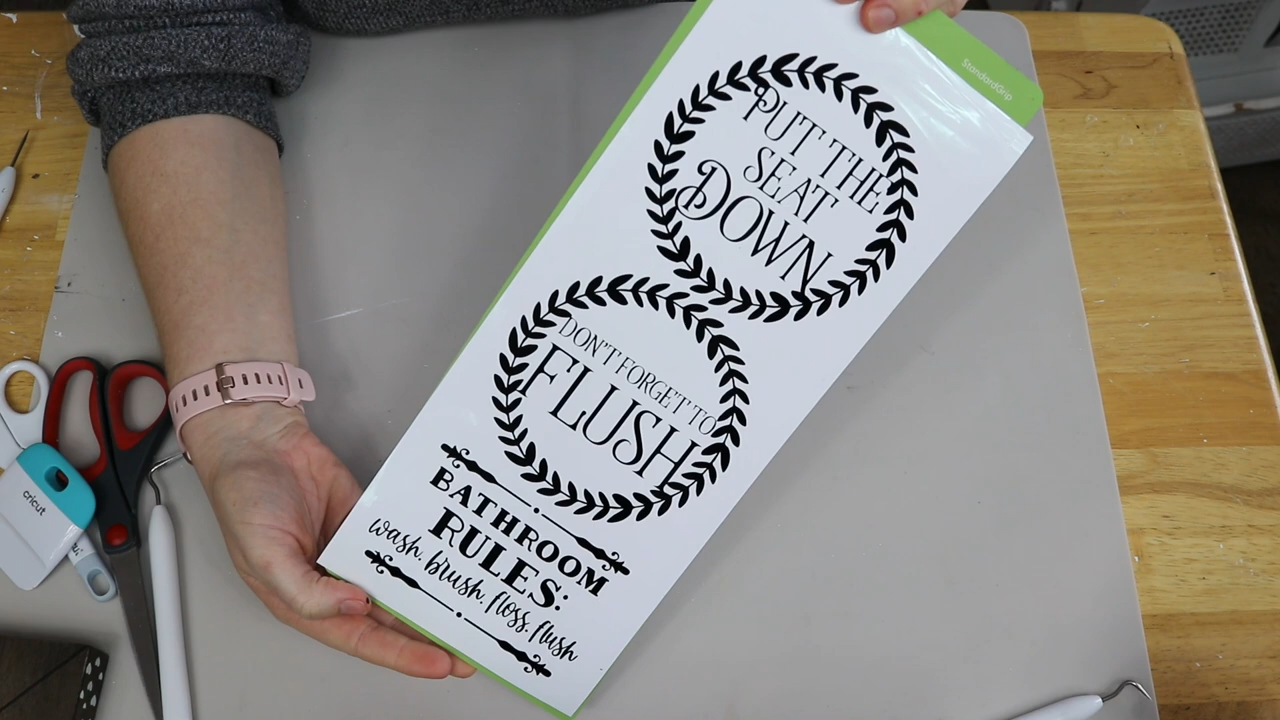 StandardGrip
PUT THE
SEAT
DOWN
DON'T FORGET TO
FLUSH
BATHROOM
RULES:
wash. brush. floss. flush
cricut